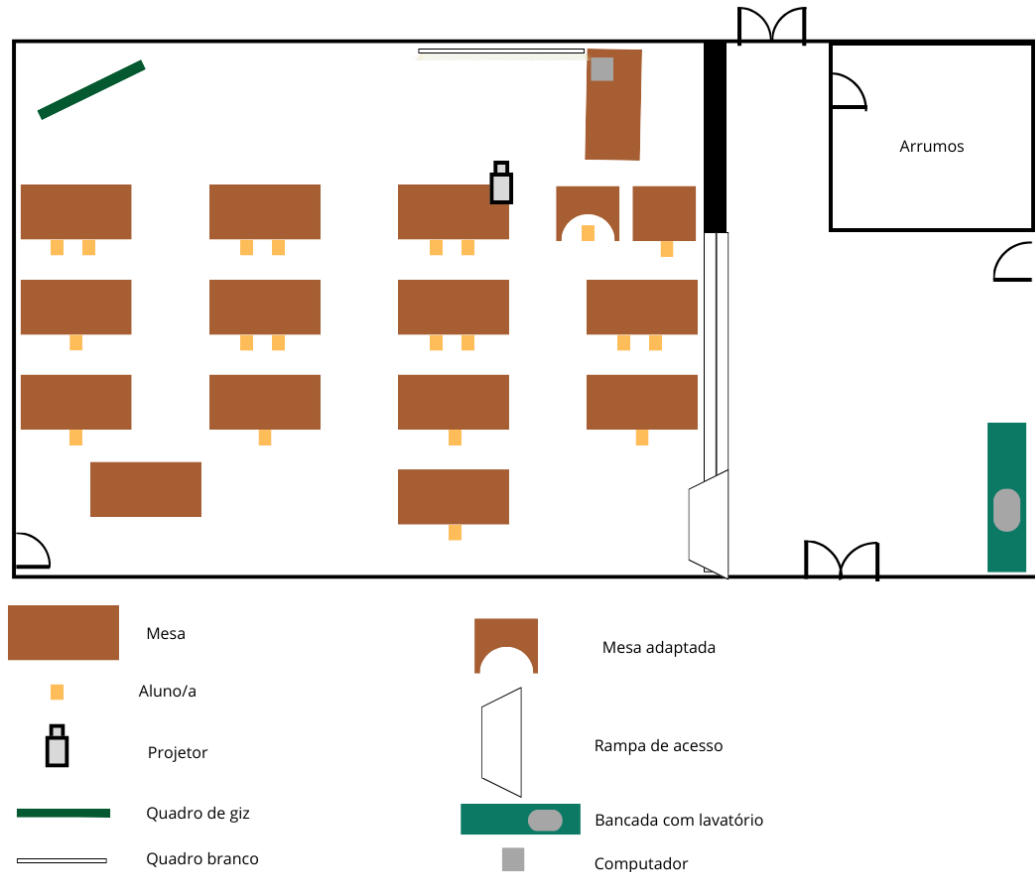 Arrumos
Mesa
Mesa adaptada
Aluno/a
Projetor
Rampa de acesso
Quadro de giz
Bancada com lavatório
Quadro branco
Computador